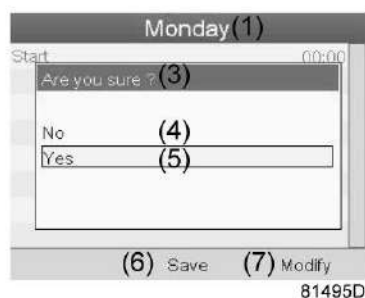 Monday(1)
Start 00:00
Are you sure ?(3)
No (4)
Yes (5)
(6) Save (7) Modify
81495D